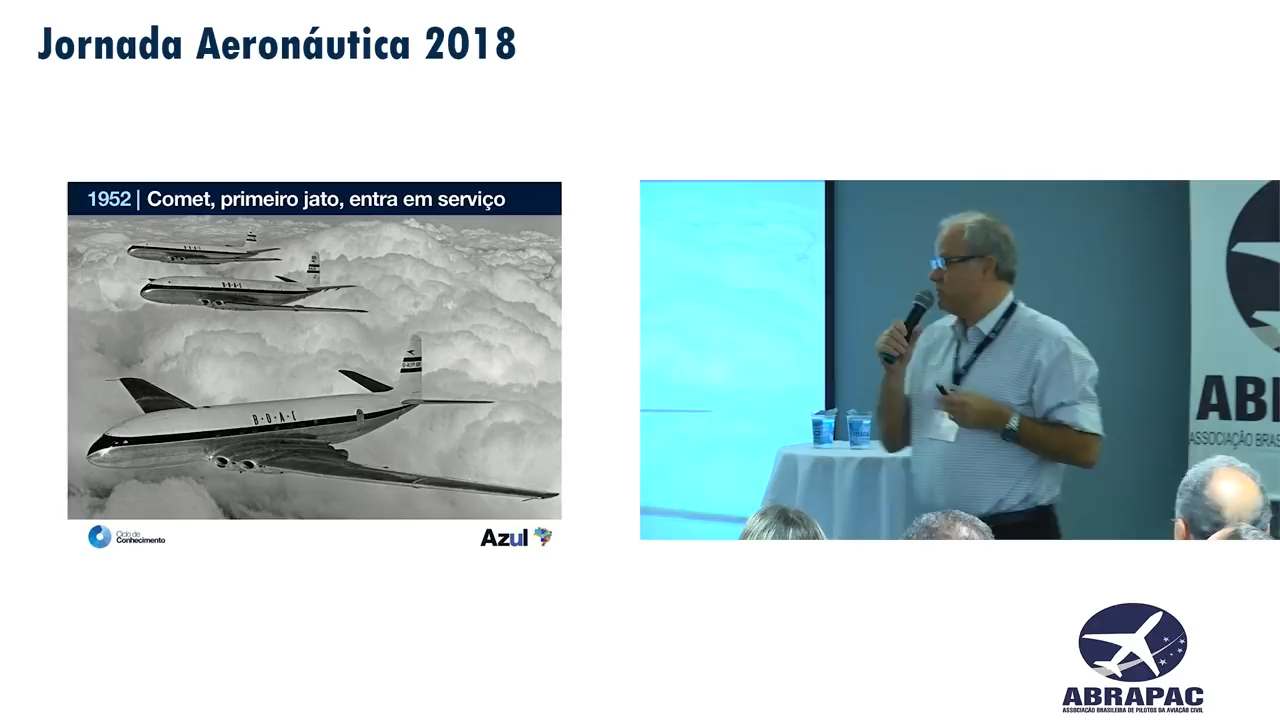 Jornada Aeronáutica 2018
1952 | Comet, primeiro jato, entra em serviço
B·O·A·C
Ciclo de
Conhecimento
Azul
AB
ASSOCIAÇÃO BRAS
ABRAPAC
ASSOCIAÇÃO BRASILEIRA DE PILOTOS DA AVIAÇÃO CIVIL